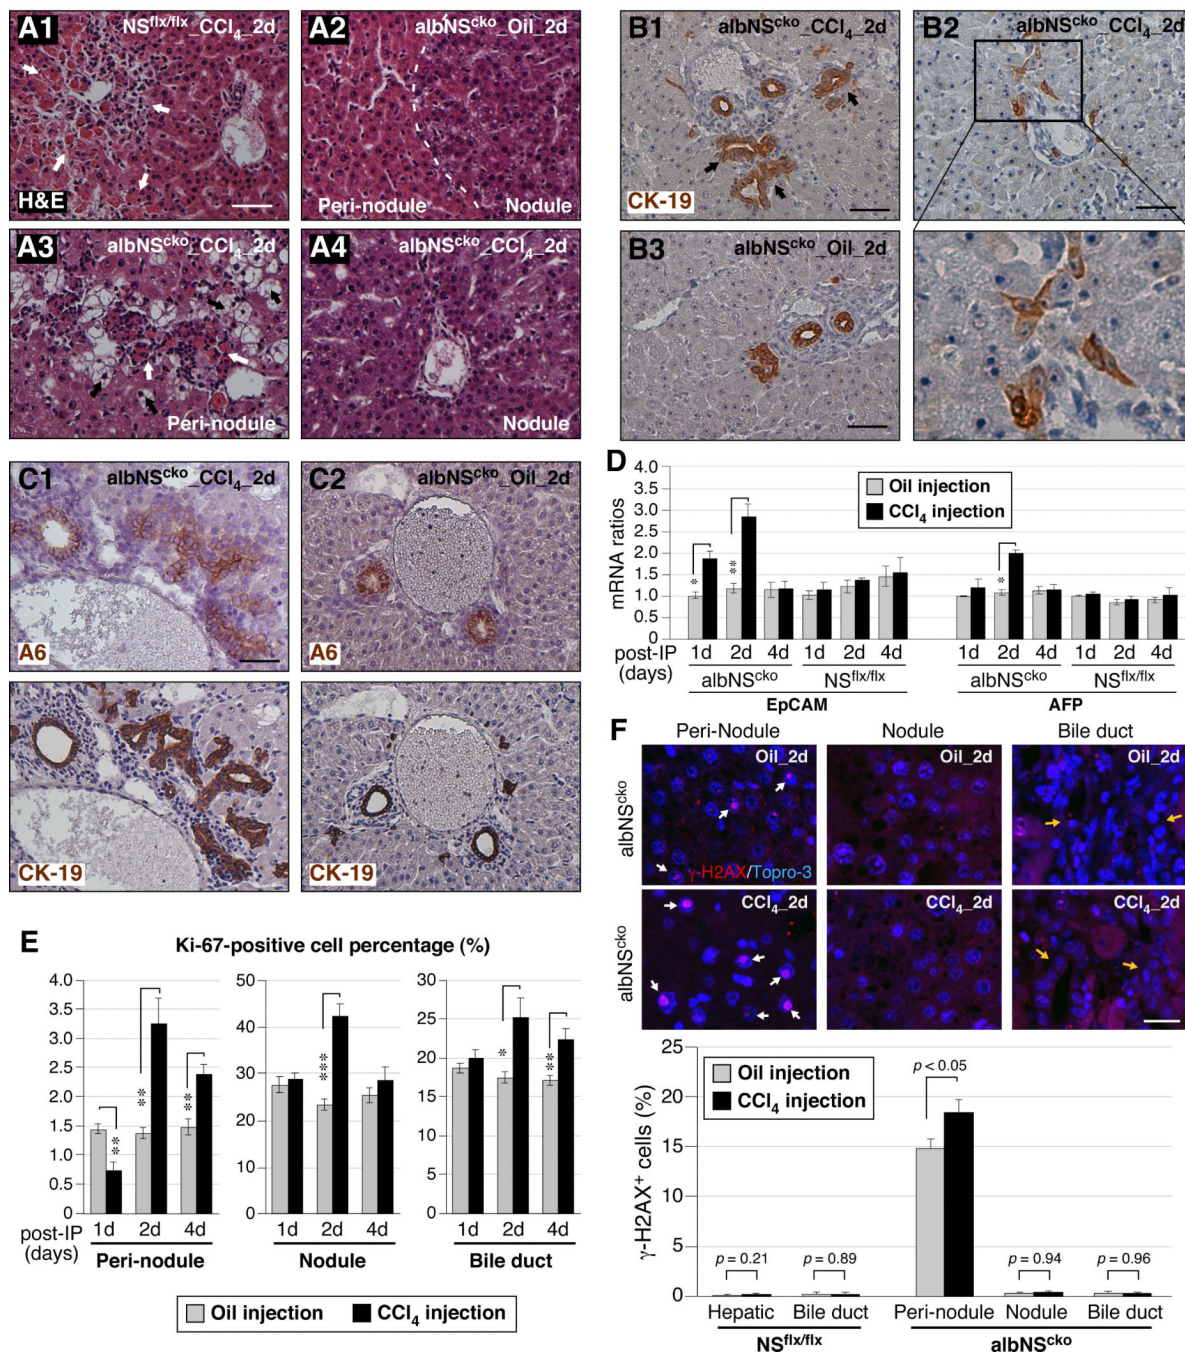 A1
NSflx/flx_CCl4_2d
H&E
A2
albNScko_Oil_2d
Peri-nodule
Nodule
A3
albNScko_CCl4_2d
Peri-nodule
A4
albNScko_CCl4_2d
Nodule
B1
albNScko_CCl4_2d
CK-19
B2
albNScko_CCl4_2d
B3
albNScko_Oil_2d
C1
albNScko_CCl4_2d
A6
C2
albNScko_Oil_2d
A6
CK-19
CK-19
D
mRNA ratios
4.0
3.5
3.0
2.5
2.0
1.5
1.0
0.5
0
Oil injection
CCl4 injection
*
**
*
post-IP
(days)
1d 2d 4d 1d 2d 4d 1d 2d 4d 1d 2d 4d
albNScko NSflx/flx albNScko NSflx/flx
EpCAM AFP
E
Ki-67-positive cell percentage (%)
4.0
3.5
3.0
2.5
2.0
1.5
1.0
0.5
0
**
**
**
50
40
30
20
10
0
***
30
25
20
15
10
5
0
*
**
post-IP
(days)
1d 2d 4d 1d 2d 4d 1d 2d 4d
Peri-nodule Nodule Bile duct
Oil injection CCl4 injection
F
Peri-Nodule Nodule Bile duct
albNScko
Oil_2d Oil_2d Oil_2d
γ-H2AX/Topro-3
albNScko
CCl4_2d CCl4_2d CCl4_2d
γ-H2AX+ cells (%)
25
20
15
10
5
0
Oil injection
CCl4 injection
p < 0.05
p = 0.21 p = 0.89 p = 0.94 p = 0.96
Hepatic Bile duct Peri-nodule Nodule Bile duct
NSflx/flx albNScko